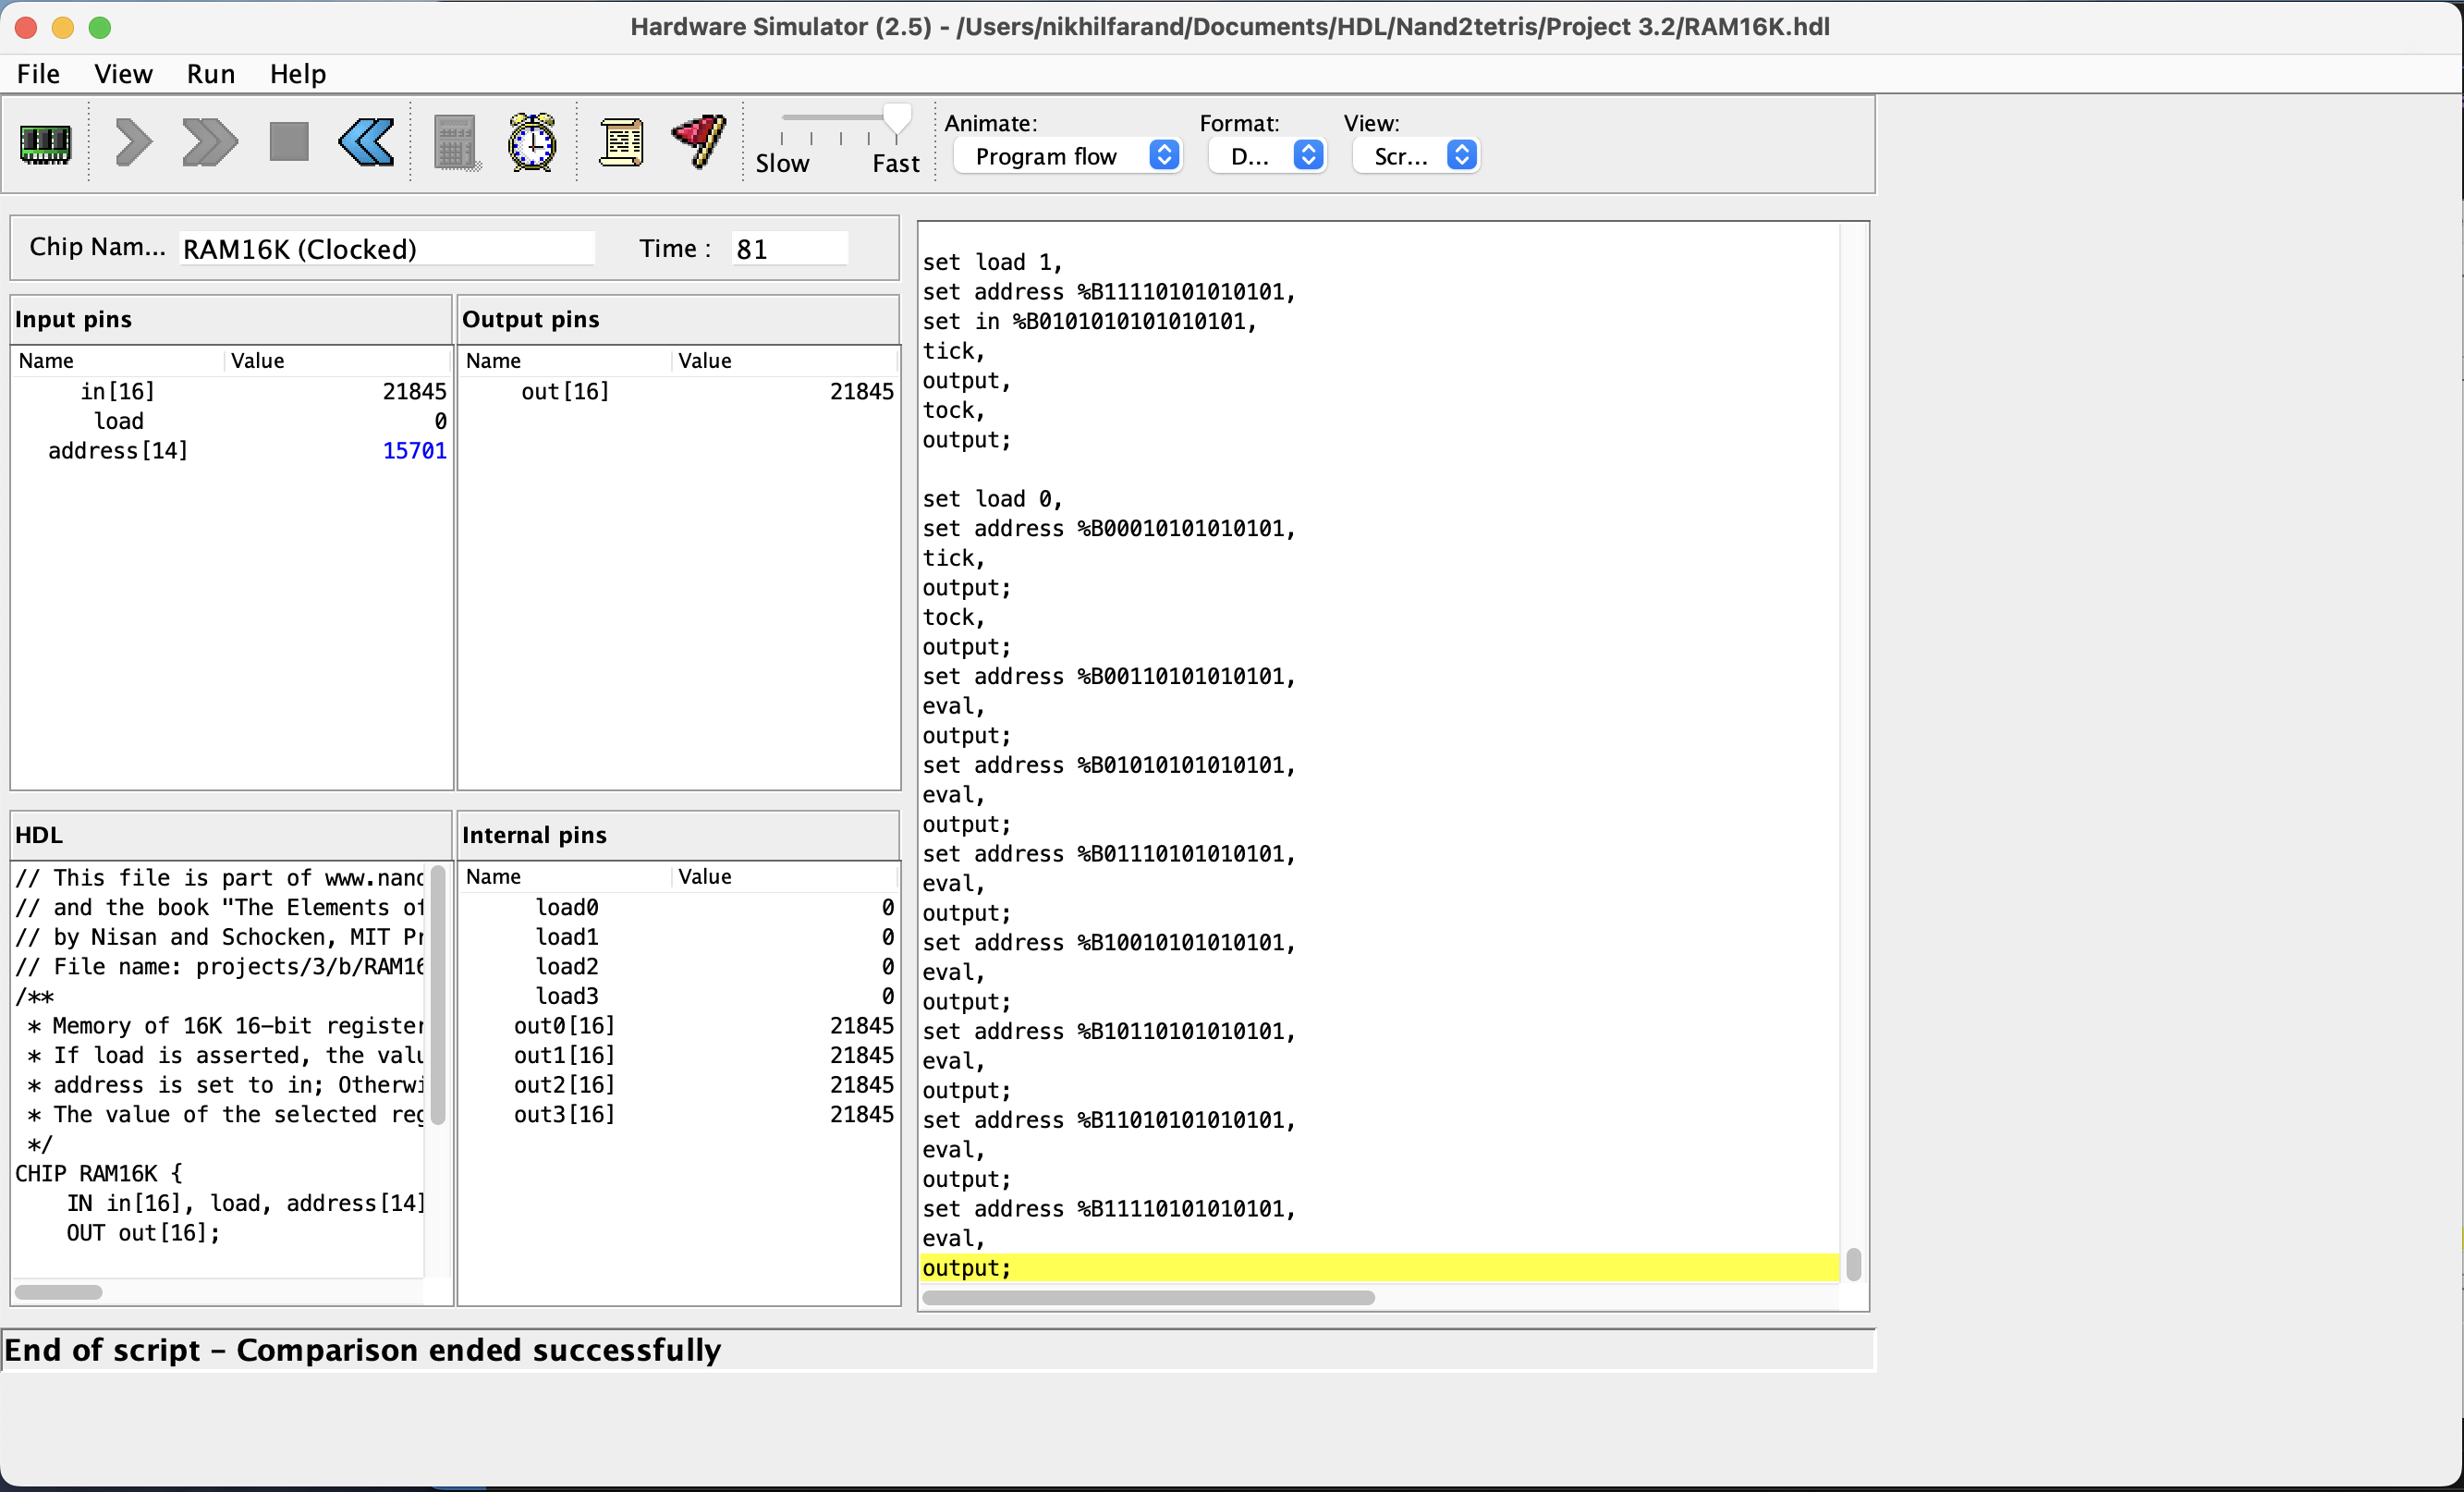 Hardware Simulator (2.5) - /Users/nikhilfarand/Documents/HDL/Nand2tetris/Project 3.2/RAM16K.hdl
File View Run Help
Slow Fast
Animate: Format: View:
Program flow D... Scr...
Chip Nam... RAM16K (Clocked) Time : 81
Input pins
Name Value
in[16] 21845
load 0
address[14] 15701
Output pins
Name Value
out[16] 21845
HDL
// This file is part of www.nand
// and the book "The Elements of
// by Nisan and Schocken, MIT Pr
// File name: projects/3/b/RAM16
/**
* Memory of 16K 16-bit register
* If load is asserted, the valu
* address is set to in; Otherwi
* The value of the selected reg
*/
CHIP RAM16K {
IN in[16], load, address[14]
OUT out[16];
Internal pins
Name Value
load0 0
load1 0
load2 0
load3 0
out0[16] 21845
out1[16] 21845
out2[16] 21845
out3[16] 21845
set load 1,
set address %B11110101010101,
set in %B0101010101010101,
tick,
output,
tock,
output;
set load 0,
set address %B00010101010101,
tick,
output;
tock,
output;
set address %B00110101010101,
eval,
output;
set address %B01010101010101,
eval,
output;
set address %B01110101010101,
eval,
output;
set address %B10010101010101,
eval,
output;
set address %B10110101010101,
eval,
output;
set address %B11010101010101,
eval,
output;
set address %B11110101010101,
eval,
output;
End of script - Comparison ended successfully